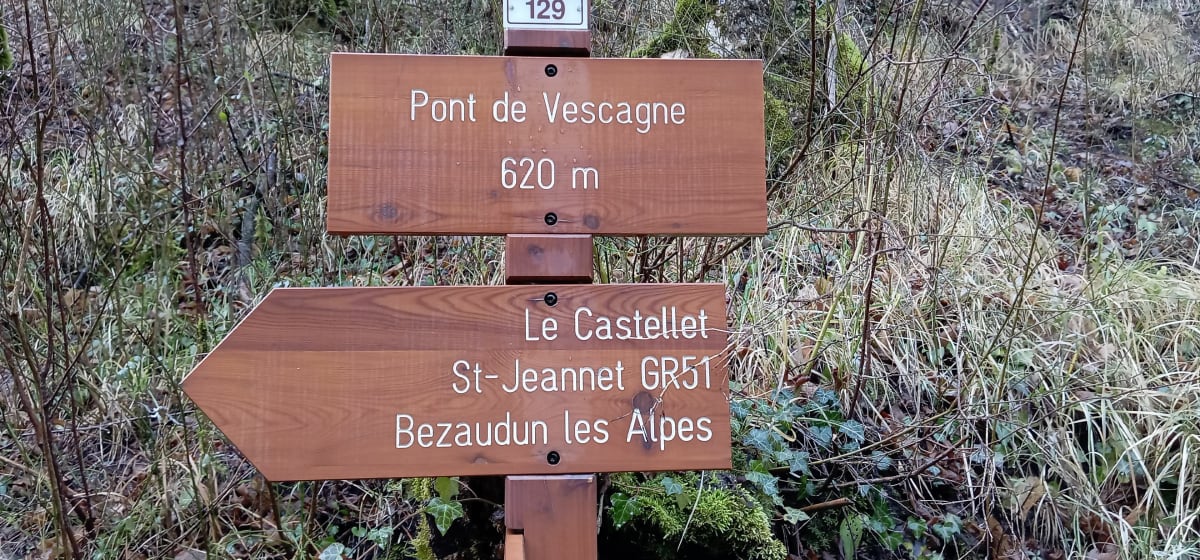 129
Pont de Vescagne
620 m
Le Castellet
St-Jeannet GR51
Bezaudun les Alpes